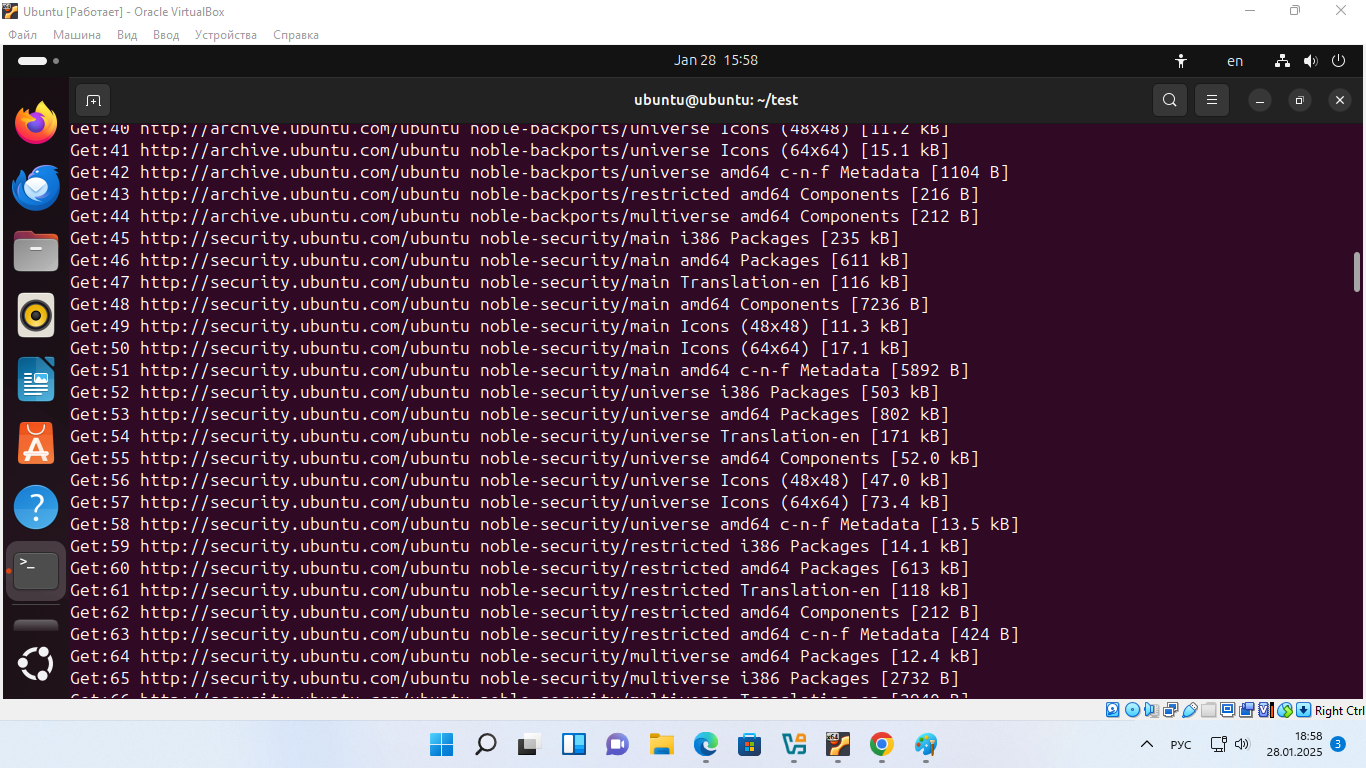 Ubuntu [Работает] - Oracle VirtualBox
Файл Машина Вид Ввод Устройства Справка
Jan 28 15:58
en
ubuntu@ubuntu: ~/test
Get:40 http://archive.ubuntu.com/ubuntu noble-backports/universe Icons (48x48) [11.2 kB]
Get:41 http://archive.ubuntu.com/ubuntu noble-backports/universe Icons (64x64) [15.1 kB]
Get:42 http://archive.ubuntu.com/ubuntu noble-backports/universe amd64 c-n-f Metadata [1104 B]
Get:43 http://archive.ubuntu.com/ubuntu noble-backports/restricted amd64 Components [216 B]
Get:44 http://archive.ubuntu.com/ubuntu noble-backports/multiverse amd64 Components [212 B]
Get:45 http://security.ubuntu.com/ubuntu noble-security/main i386 Packages [235 kB]
Get:46 http://security.ubuntu.com/ubuntu noble-security/main amd64 Packages [611 kB]
Get:47 http://security.ubuntu.com/ubuntu noble-security/main Translation-en [116 kB]
Get:48 http://security.ubuntu.com/ubuntu noble-security/main amd64 Components [7236 B]
Get:49 http://security.ubuntu.com/ubuntu noble-security/main Icons (48x48) [11.3 kB]
Get:50 http://security.ubuntu.com/ubuntu noble-security/main Icons (64x64) [17.1 kB]
Get:51 http://security.ubuntu.com/ubuntu noble-security/main amd64 c-n-f Metadata [5892 B]
Get:52 http://security.ubuntu.com/ubuntu noble-security/universe i386 Packages [503 kB]
Get:53 http://security.ubuntu.com/ubuntu noble-security/universe amd64 Packages [802 kB]
Get:54 http://security.ubuntu.com/ubuntu noble-security/universe Translation-en [171 kB]
Get:55 http://security.ubuntu.com/ubuntu noble-security/universe amd64 Components [52.0 kB]
Get:56 http://security.ubuntu.com/ubuntu noble-security/universe Icons (48x48) [47.0 kB]
Get:57 http://security.ubuntu.com/ubuntu noble-security/universe Icons (64x64) [73.4 kB]
Get:58 http://security.ubuntu.com/ubuntu noble-security/universe amd64 c-n-f Metadata [13.5 kB]
Get:59 http://security.ubuntu.com/ubuntu noble-security/restricted i386 Packages [14.1 kB]
Get:60 http://security.ubuntu.com/ubuntu noble-security/restricted amd64 Packages [613 kB]
Get:61 http://security.ubuntu.com/ubuntu noble-security/restricted Translation-en [118 kB]
Get:62 http://security.ubuntu.com/ubuntu noble-security/restricted amd64 Components [212 B]
Get:63 http://security.ubuntu.com/ubuntu noble-security/restricted amd64 c-n-f Metadata [424 B]
Get:64 http://security.ubuntu.com/ubuntu noble-security/multiverse amd64 Packages [12.4 kB]
Get:65 http://security.ubuntu.com/ubuntu noble-security/multiverse i386 Packages [2732 B]
Right Ctrl
РУС
18:58
28.01.2025
3